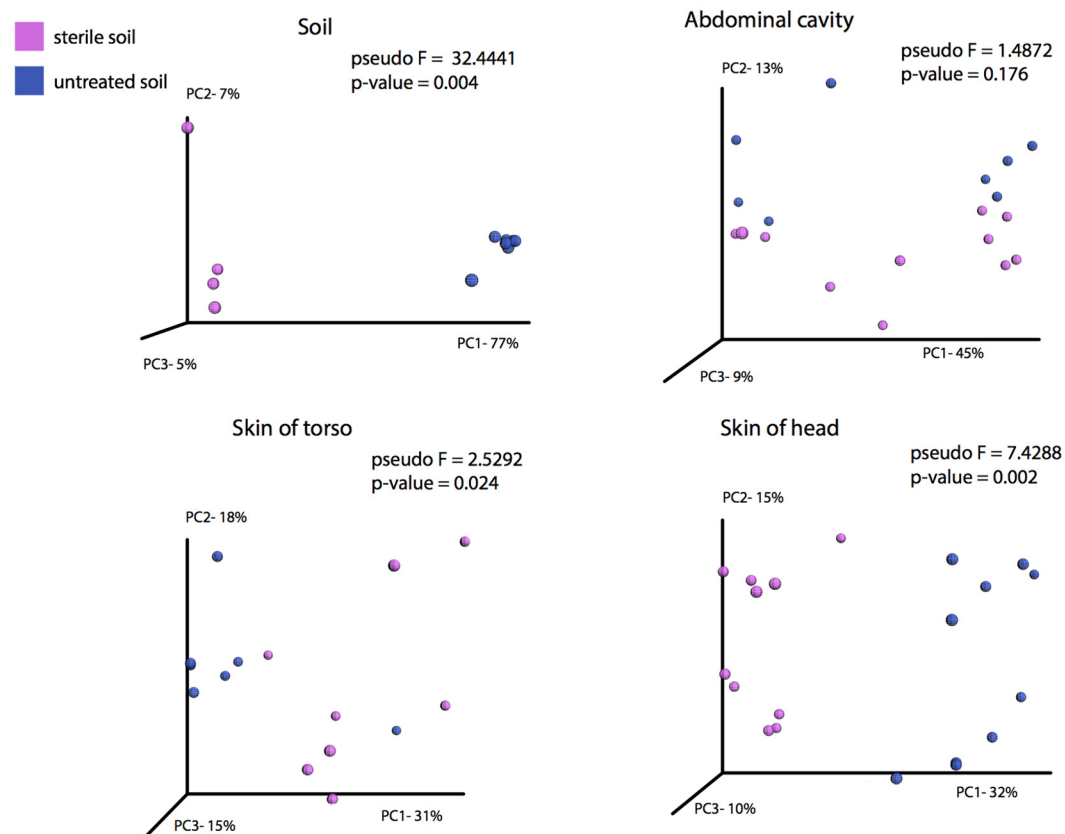 sterile soil
untreated soil
Soil
pseudo F = 32.4441
p-value = 0.004
PC2- 7%
PC1- 77%
PC3- 5%
Abdominal cavity
pseudo F = 1.4872
p-value = 0.176
PC2- 13%
PC1- 45%
PC3- 9%
Skin of torso
pseudo F = 2.5292
p-value = 0.024
PC2- 18%
PC1- 31%
PC3- 15%
Skin of head
pseudo F = 7.4288
p-value = 0.002
PC2- 15%
PC1- 32%
PC3- 10%